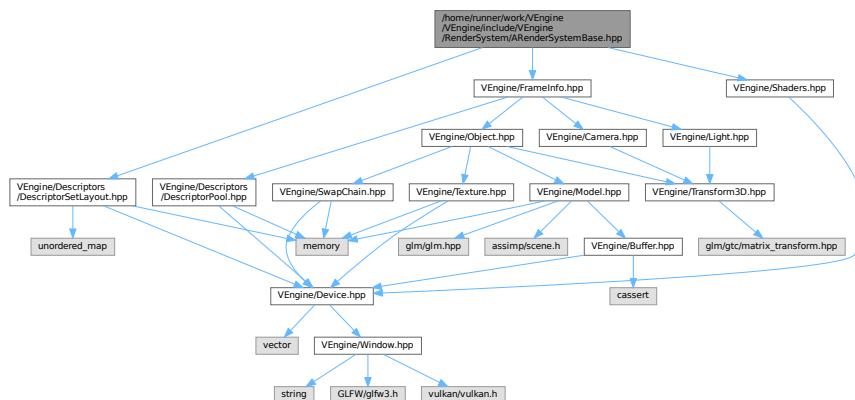 /home/runner/work/VEngine
/VEngine/include/VEngine
/RenderSystem/ARenderSystemBase.hpp
VEngine/FrameInfo.hpp
VEngine/Shaders.hpp
VEngine/Object.hpp
VEngine/Camera.hpp
VEngine/Light.hpp
VEngine/Descriptors
/DescriptorSetLayout.hpp
VEngine/Descriptors
/DescriptorPool.hpp
VEngine/SwapChain.hpp
VEngine/Texture.hpp
VEngine/Model.hpp
VEngine/Transform3D.hpp
unordered_map
memory
glm/glm.hpp
assimp/scene.h
VEngine/Buffer.hpp
glm/gtc/matrix_transform.hpp
VEngine/Device.hpp
cassert
vector
VEngine/Window.hpp
string
GLFW/glfw3.h
vulkan/vulkan.h